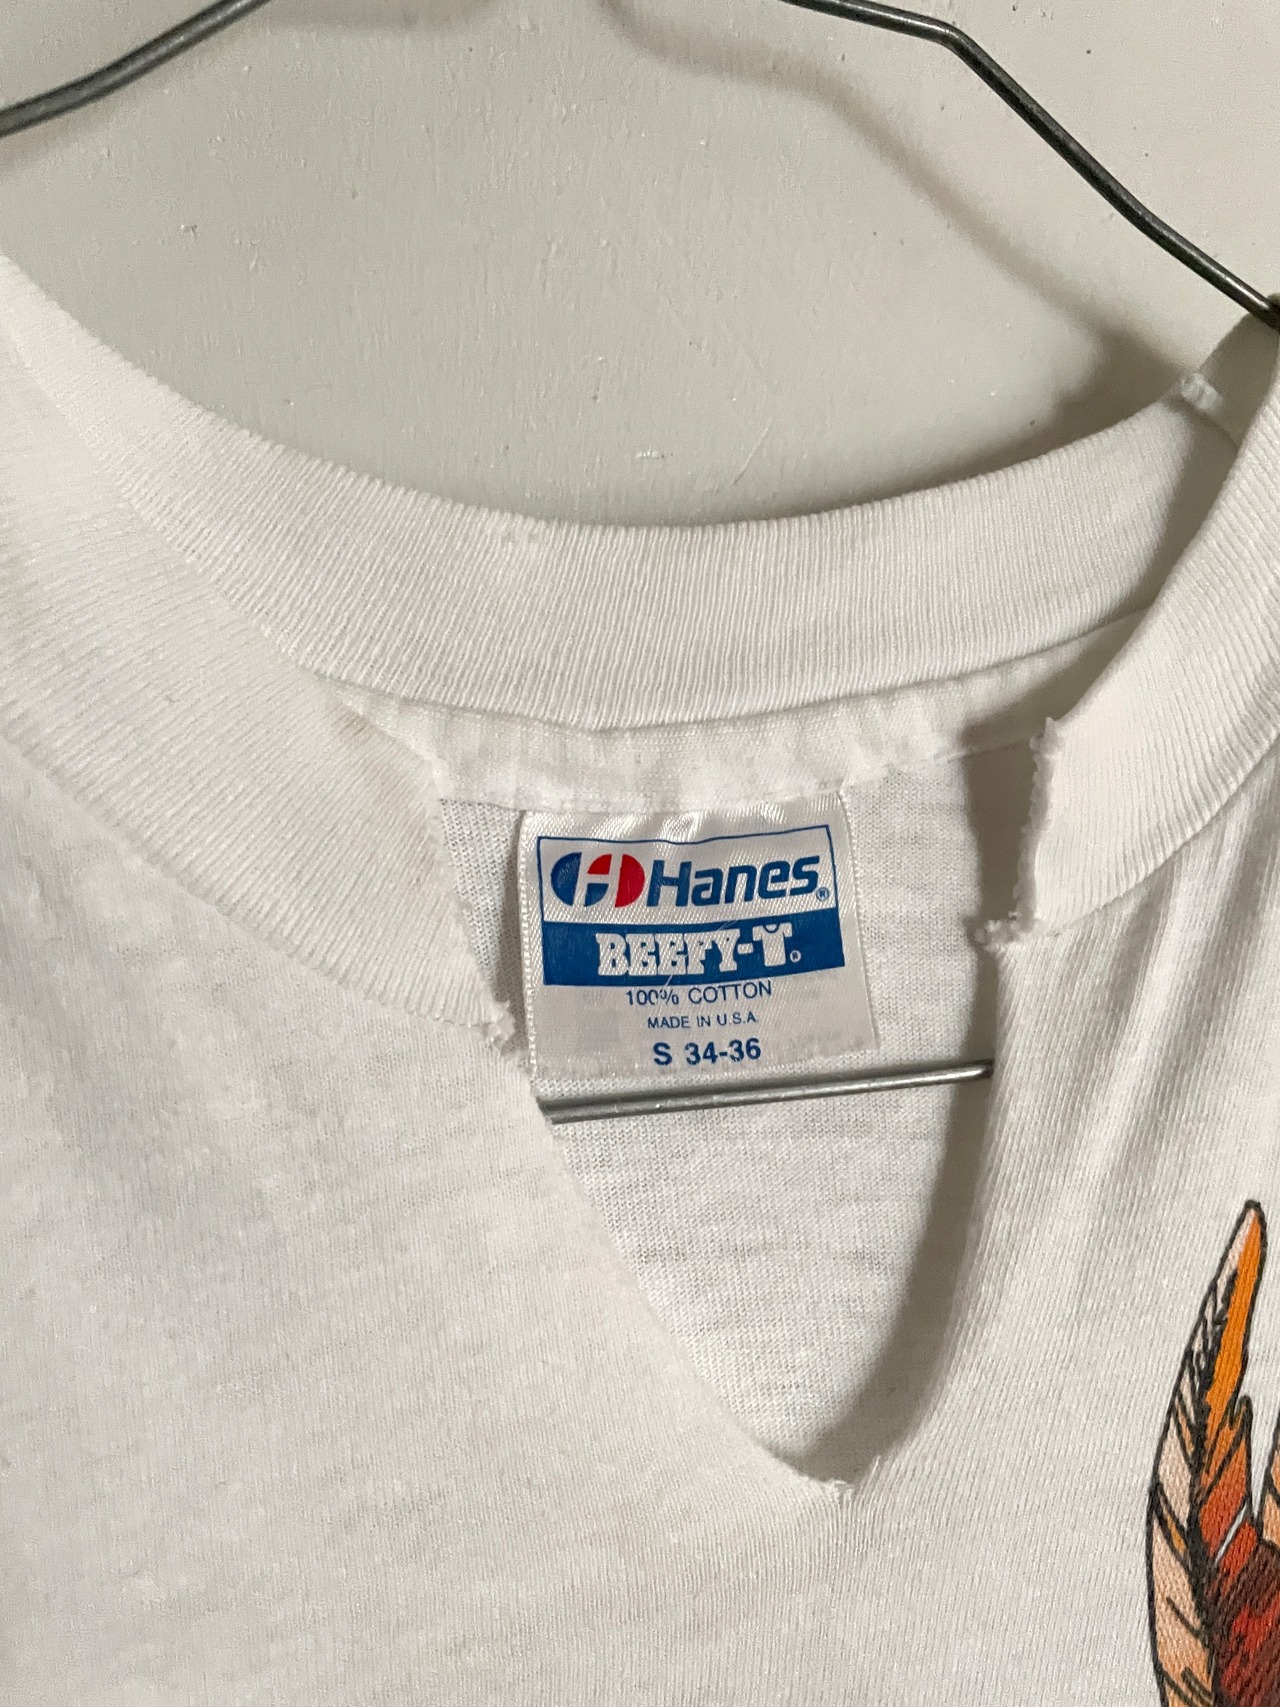 Hanes®
BEEFY-T®
100% COTTON
MADE IN U.S.A.
S 34-36